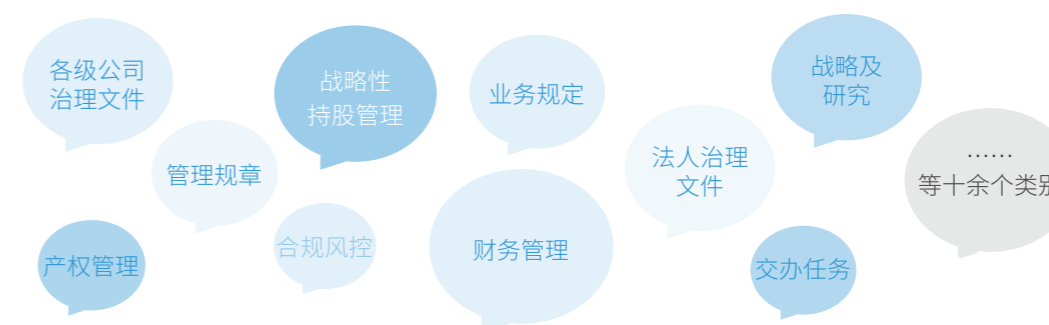 各级公司
治理文件
战略性
持股管理
业务规定
战略及
研究
管理规章
法人治理
文件
……
等十余个类别
产权管理
合规风控
财务管理
交办任务